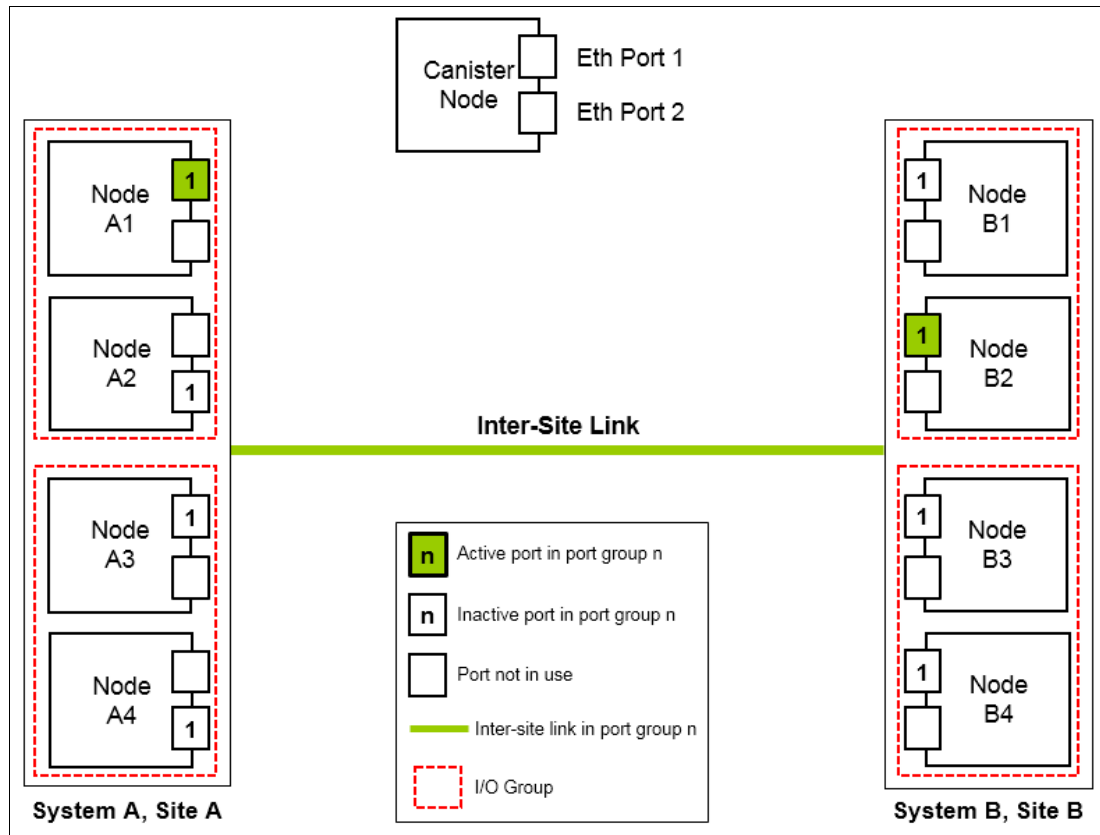 Canister
Node
Eth Port 1
Eth Port 2
Node
A1
1
Node
A2
1
Node
A3
1
Node
A4
1
System A, Site A
Inter-Site Link
n Active port in port group n
n Inactive port in port group n
Port not in use
Inter-site link in port group n
I/O Group
1
Node
B1
1
Node
B2
1
Node
B3
1
Node
B4
System B, Site B